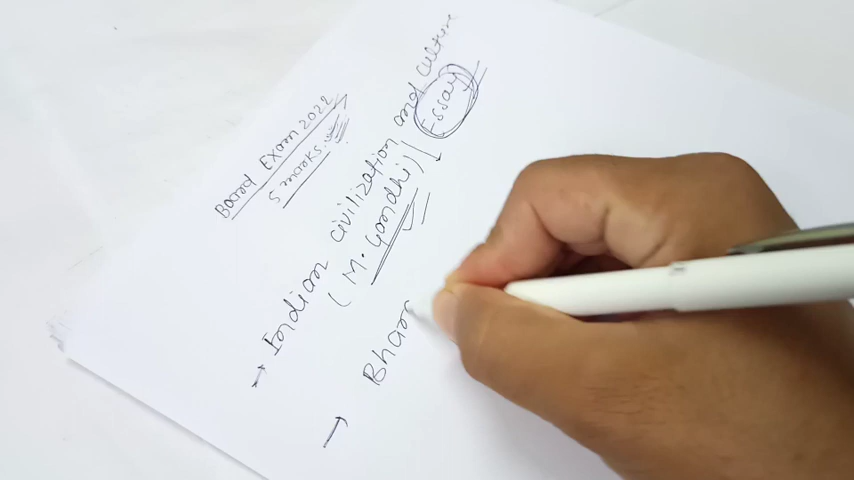 Board Exam 2022
5 marks.
→ Indian civilization and culture
(M. Gandhi)
Essay
→ Bhar